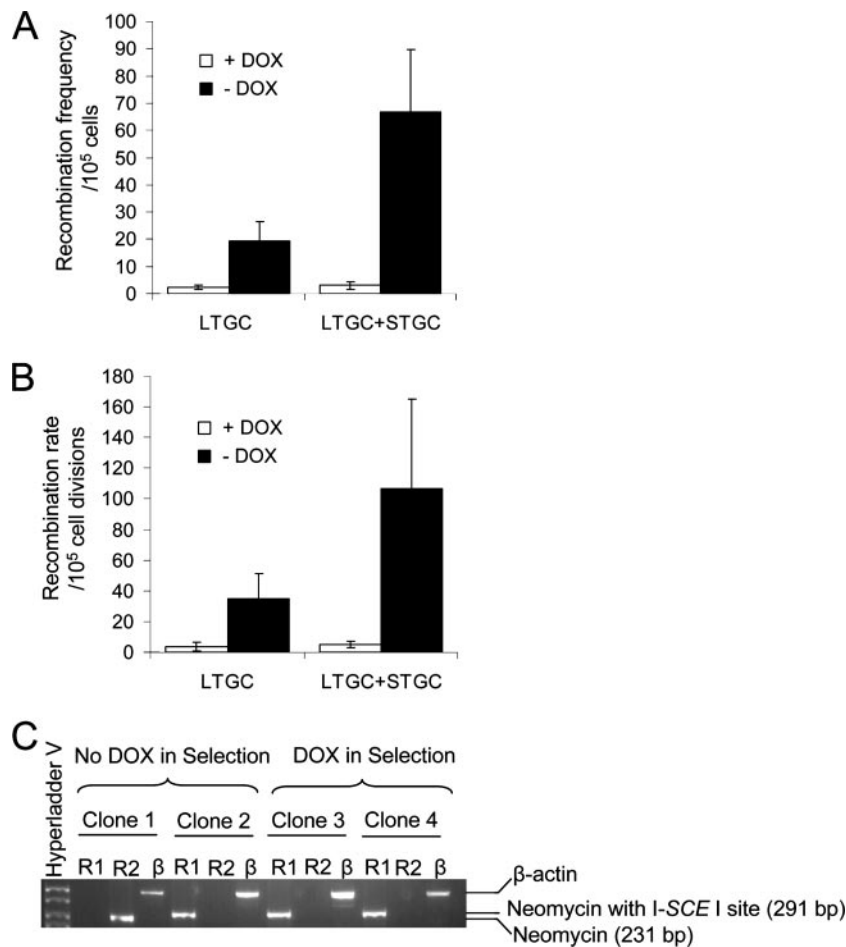 A
Recombination frequency
/10⁵ cells
100
90
80
70
60
50
40
30
20
10
0
+ DOX
- DOX
LTGC
LTGC+STGC
B
Recombination rate
/10⁵ cell divisions
180
160
140
120
100
80
60
40
20
0
+ DOX
- DOX
LTGC
LTGC+STGC
C
Hyperladder V
No DOX in Selection
DOX in Selection
Clone 1
Clone 2
Clone 3
Clone 4
R1 R2 β R1 R2 β R1 R2 β R1 R2 β
β-actin
Neomycin with I-SCE I site (291 bp)
Neomycin (231 bp)